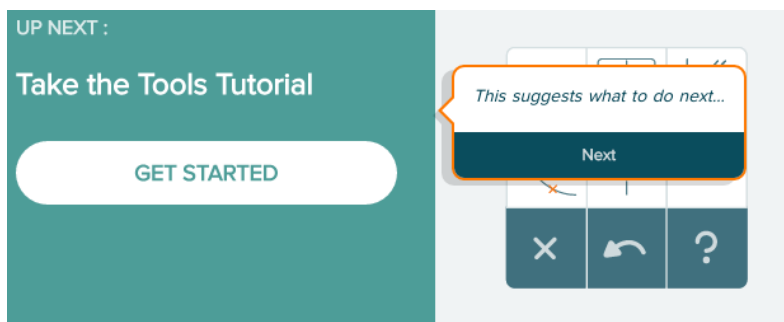 UP NEXT :
Take the Tools Tutorial
GET STARTED
This suggests what to do next...
Next
?